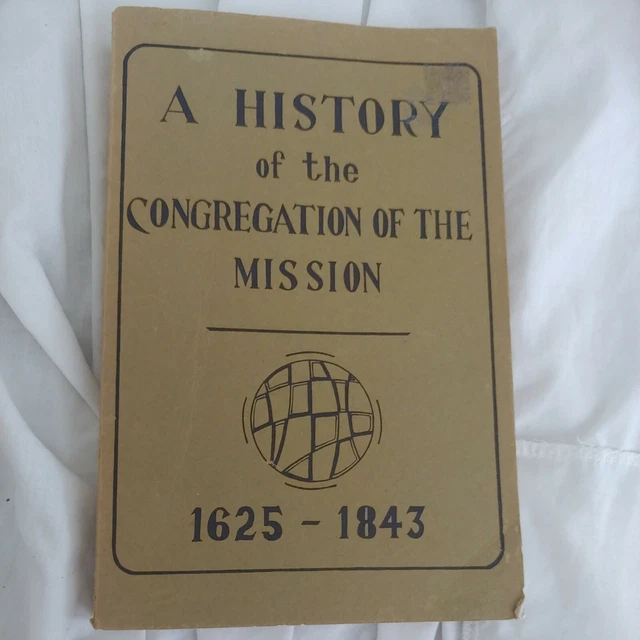 A HISTORY
of the
CONGREGATION OF THE
MISSION
1625 - 1843